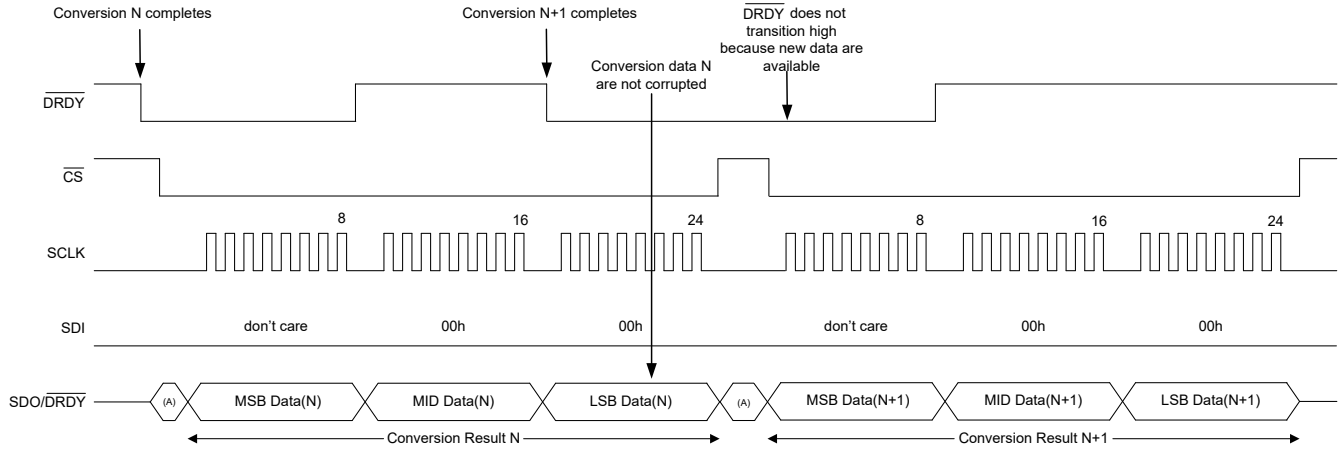 Conversion N completes
Conversion N+1 completes
DRDY does not
transition high
because new data are
available
Conversion data N
are not corrupted
DRDY
CS
8
16
24
8
16
24
SCLK
SDI
don’t care
00h
00h
don’t care
00h
00h
SDO/DRDY
(A)
MSB Data(N)
MID Data(N)
LSB Data(N)
(A)
MSB Data(N+1)
MID Data(N+1)
LSB Data(N+1)
Conversion Result N
Conversion Result N+1